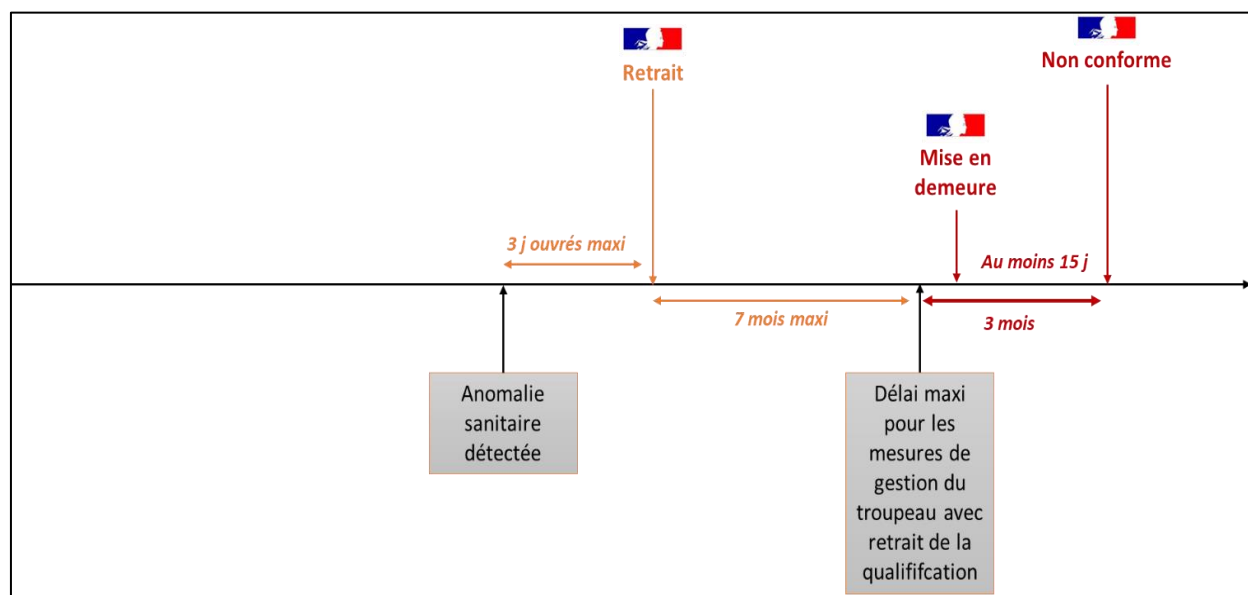 Retrait
Non conforme
Mise en
demeure
3 j ouvrés maxi
Au moins 15 j
7 mois maxi
3 mois
Anomalie
sanitaire
détectée
Délai maxi
pour les
mesures de
gestion du
troupeau avec
retrait de la
qualififcation